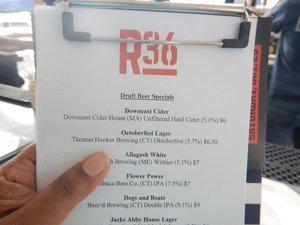 R36
Draft Beer Specials
Downeast Cider
Downeast Cider House (MA) Unfiltered Hard Cider (5.1%) $6
Octoberfest Lager
Thomas Hooker Brewing (CT) Oktoberfest (5.7%) $6.50
Allagash White
Brewing (ME) Witbier (5.1%) $7
Flower Power
Ithaca Beer Co. (CT) IPA (7.5%) $7
Dogs and Boats
Beer'd Brewing (CT) Double IPA (9.1%) $9
Jacks Abby House Lager
SATURDAY, OCT. 25